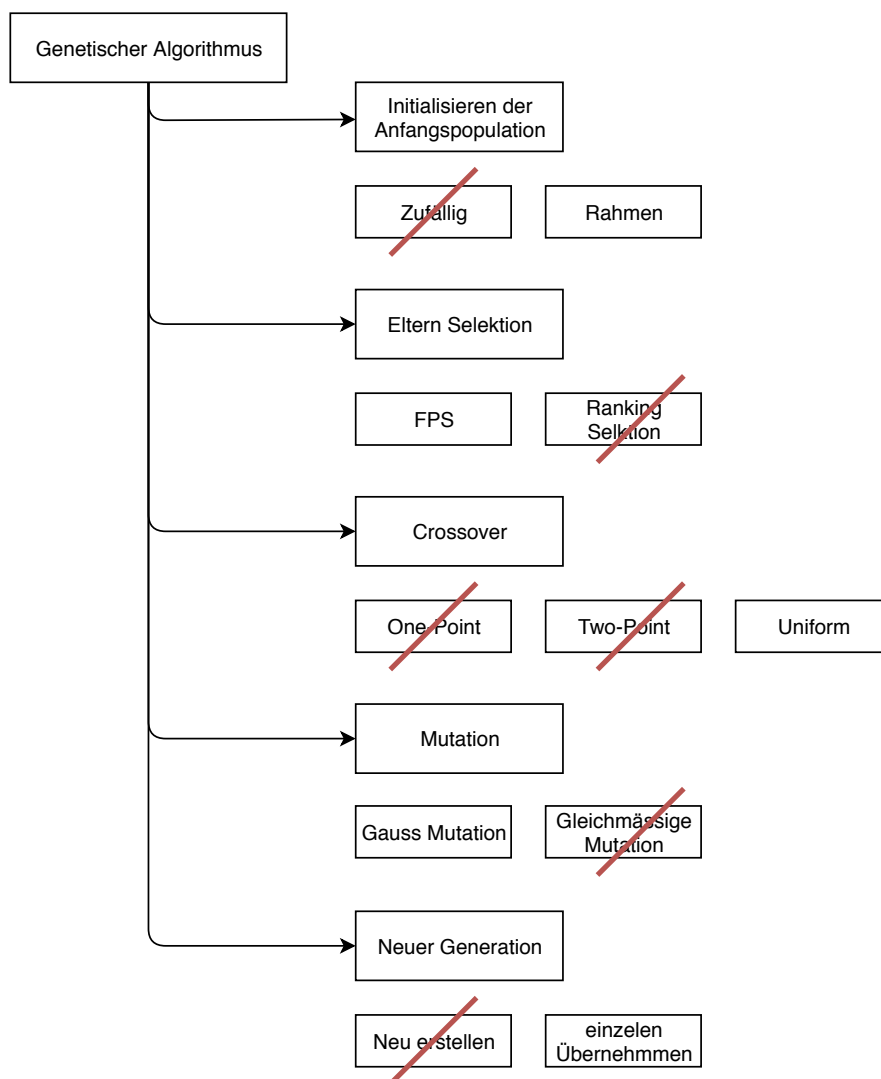 Genetischer Algorithmus
Initialisieren der
Anfangspopulation
Zufällig
Rahmen
Eltern Selektion
FPS
Ranking
Selktion
Crossover
One-Point
Two-Point
Uniform
Mutation
Gauss Mutation
Gleichmässige
Mutation
Neuer Generation
Neu erstellen
einzelen
Übernehmmen